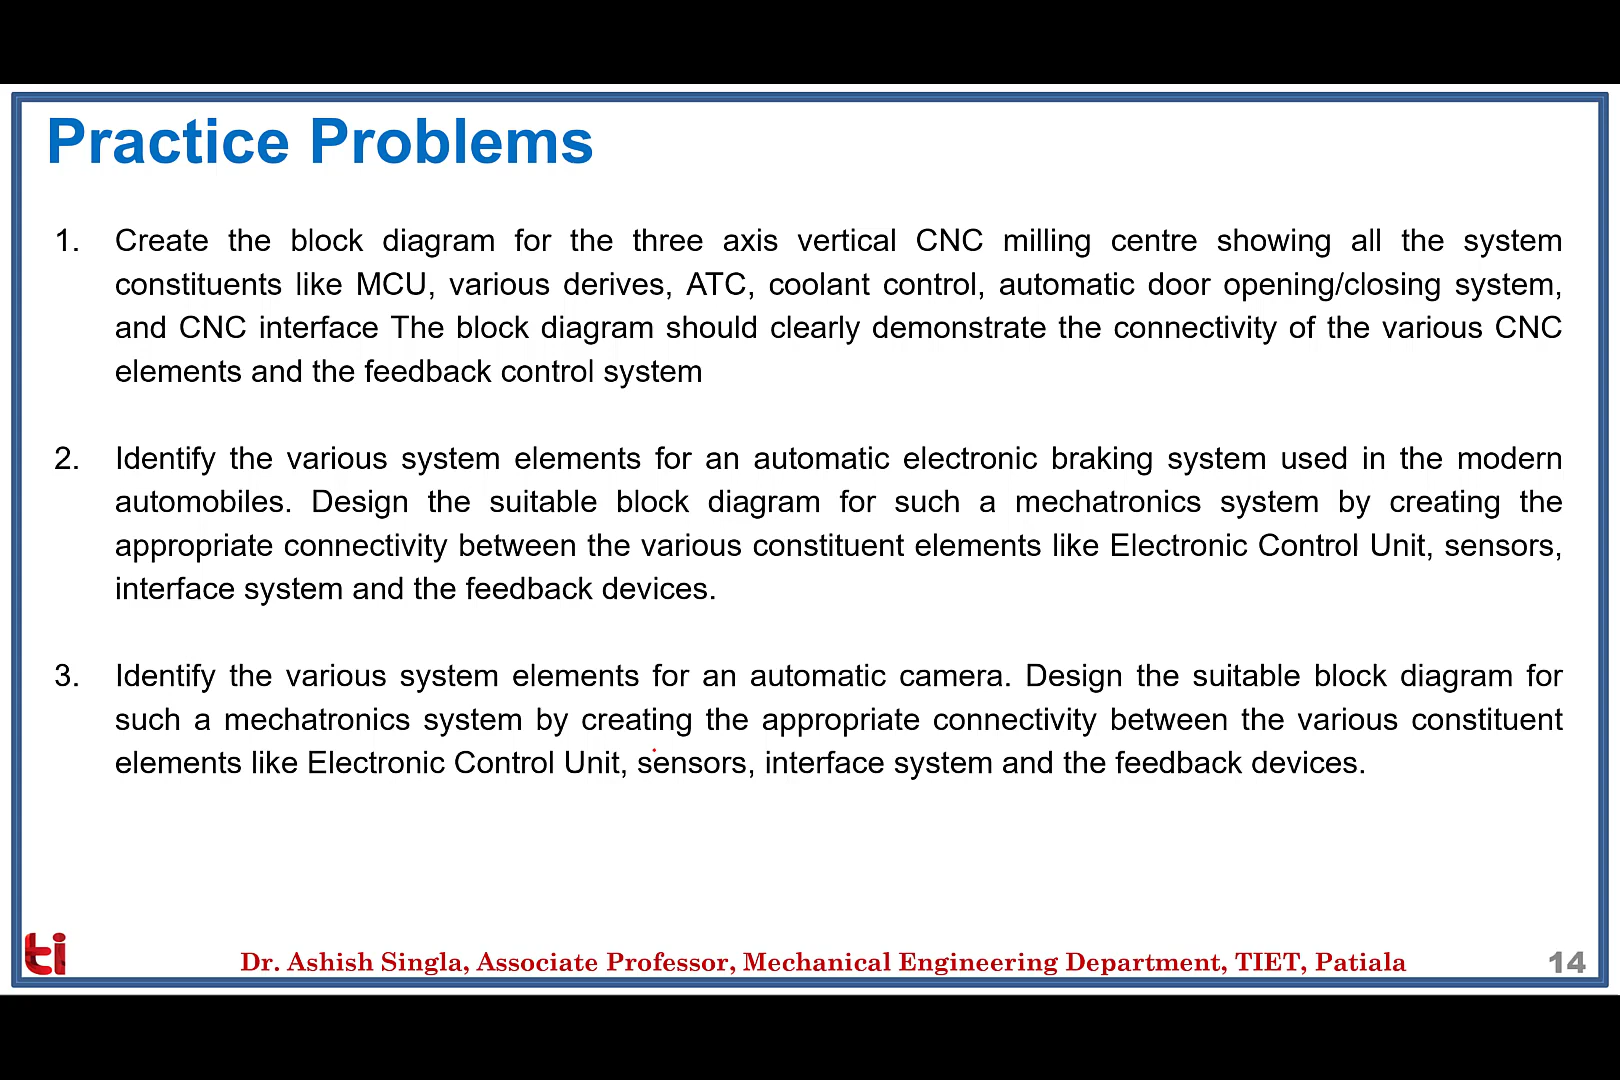 Practice Problems
1. Create the block diagram for the three axis vertical CNC milling centre showing all the system
constituents like MCU, various derives, ATC, coolant control, automatic door opening/closing system,
and CNC interface The block diagram should clearly demonstrate the connectivity of the various CNC
elements and the feedback control system
2. Identify the various system elements for an automatic electronic braking system used in the modern
automobiles. Design the suitable block diagram for such a mechatronics system by creating the
appropriate connectivity between the various constituent elements like Electronic Control Unit, sensors,
interface system and the feedback devices.
3. Identify the various system elements for an automatic camera. Design the suitable block diagram for
such a mechatronics system by creating the appropriate connectivity between the various constituent
elements like Electronic Control Unit, sensors, interface system and the feedback devices.
ti
Dr. Ashish Singla, Associate Professor, Mechanical Engineering Department, TIET, Patiala
14